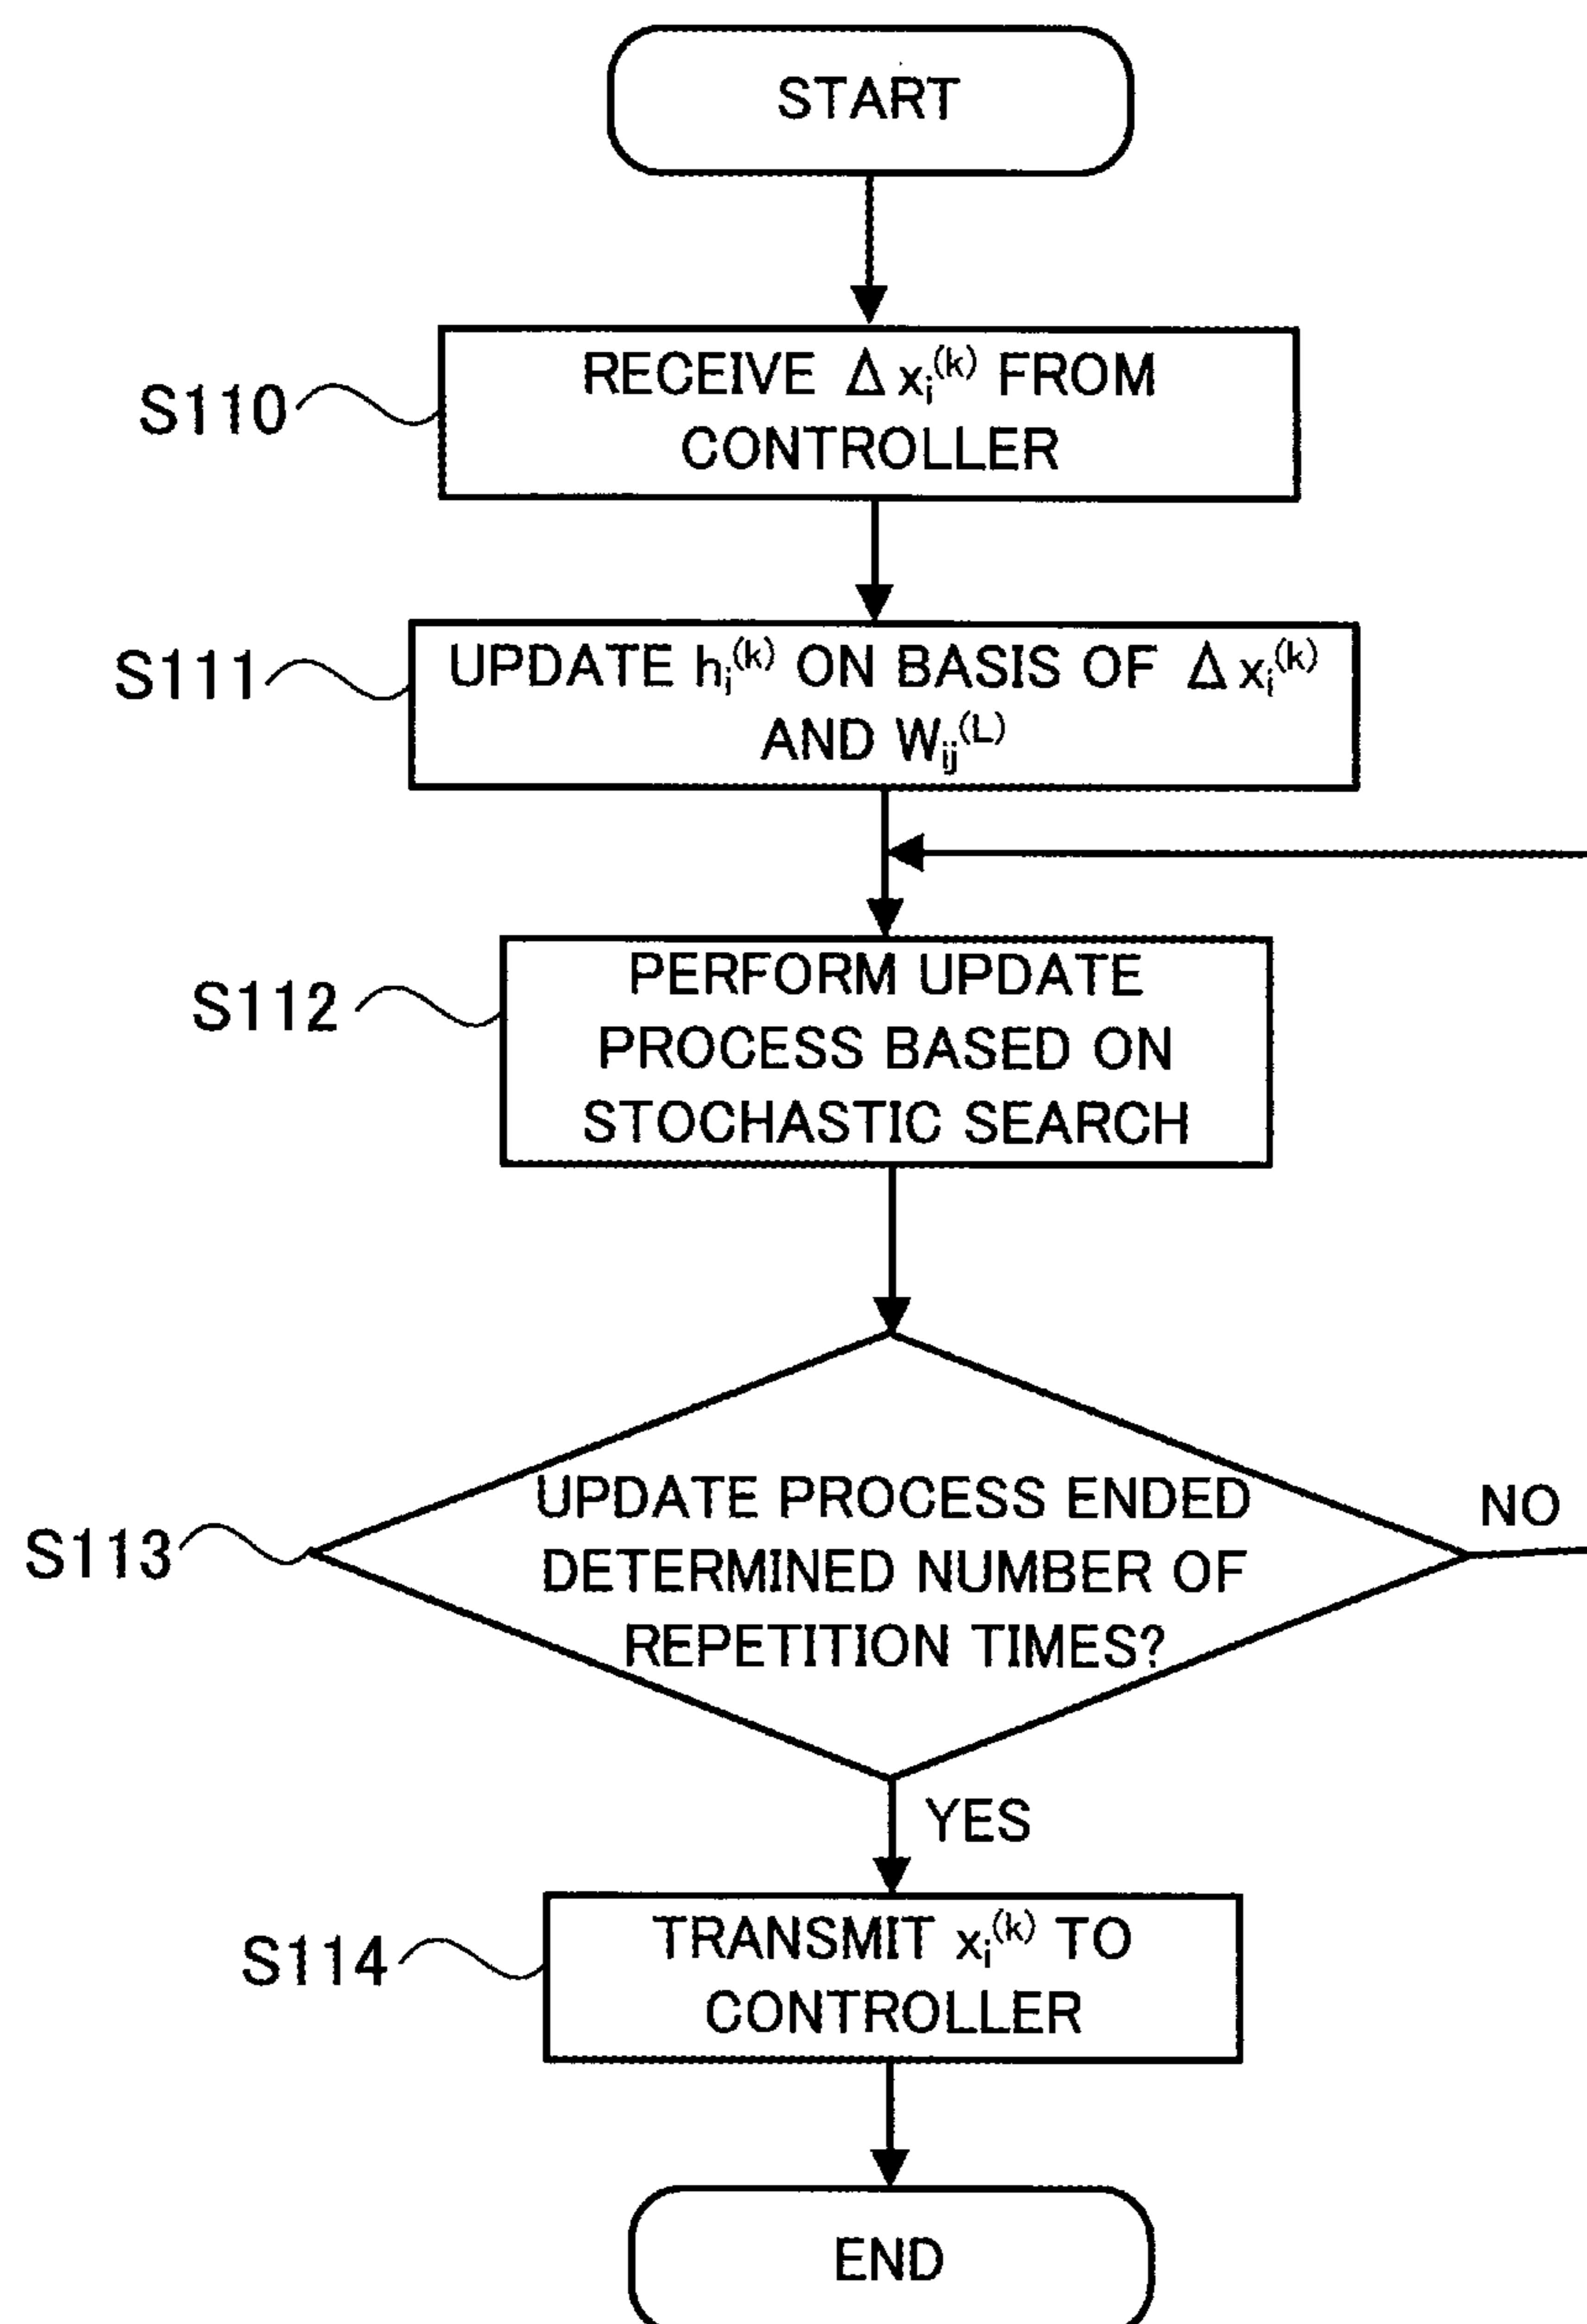 START
S110
RECEIVE Δxᵢ⁽ᵏ⁾ FROM
CONTROLLER
S111
UPDATE hᵢ⁽ᵏ⁾ ON BASIS OF Δxᵢ⁽ᵏ⁾
AND Wᵢⱼ⁽ᴸ⁾
S112
PERFORM UPDATE
PROCESS BASED ON
STOCHASTIC SEARCH
S113
UPDATE PROCESS ENDED
DETERMINED NUMBER OF
REPETITION TIMES?
NO
YES
S114
TRANSMIT xᵢ⁽ᵏ⁾ TO
CONTROLLER
END